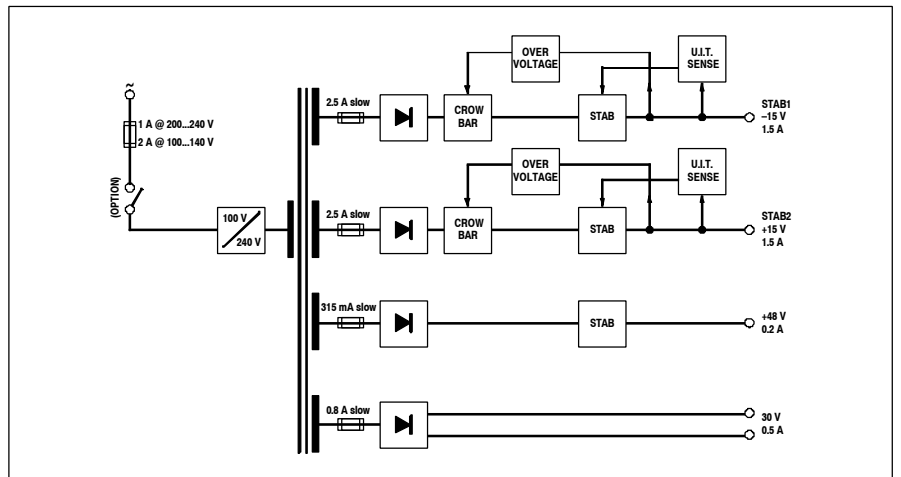 ~
1 A @ 200...240 V
2 A @ 100...140 V
(OPTION)
100 V
240 V
2.5 A slow
CROW
BAR
OVER
VOLTAGE
STAB
U.I.T.
SENSE
STAB1
–15 V
1.5 A
2.5 A slow
CROW
BAR
OVER
VOLTAGE
STAB
U.I.T.
SENSE
STAB2
+15 V
1.5 A
315 mA slow
STAB
+48 V
0.2 A
0.8 A slow
30 V
0.5 A